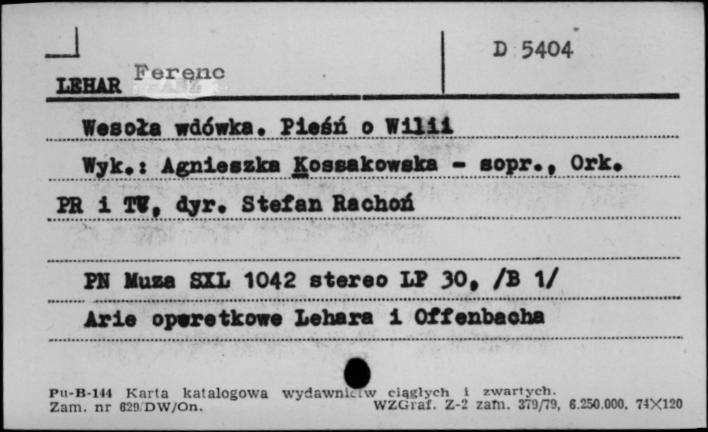 D 5404
Ferenc
LEHAR
Wesoła wdówka. Pieśń o Wilii
Wyk.: Agnieszka Kossakowska - sopr., Ork.
PR i TV, dyr. Stefan Rachoń
PN Muza SXL 1042 stereo LP 30, /B 1/
Arie operetkowe Lehara i Offenbacha
Pu-B-144 Karta katalogowa wydawnictw ciągłych i zwartych.
Zam. nr 629/DW/On. WZGraf. Z-2 zam. 379/79, 6.250.000, 74×120